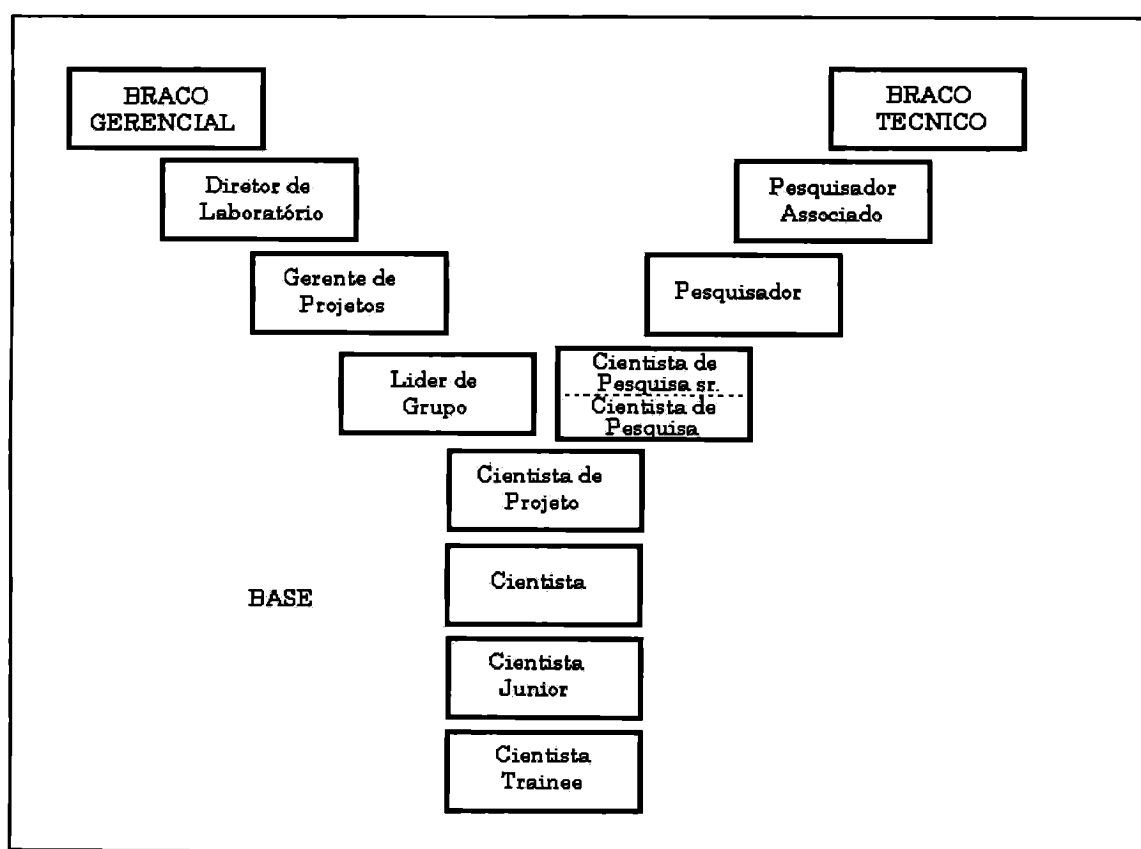 BRACO
GERENCIAL
BRACO
TECNICO
Diretor de
Laboratório
Pesquisador
Associado
Gerente de
Projetos
Pesquisador
Lider de
Grupo
Cientista de
Pesquisa sr.
Cientista de
Pesquisa
Cientista de
Projeto
Cientista
BASE
Cientista
Junior
Cientista
Trainee